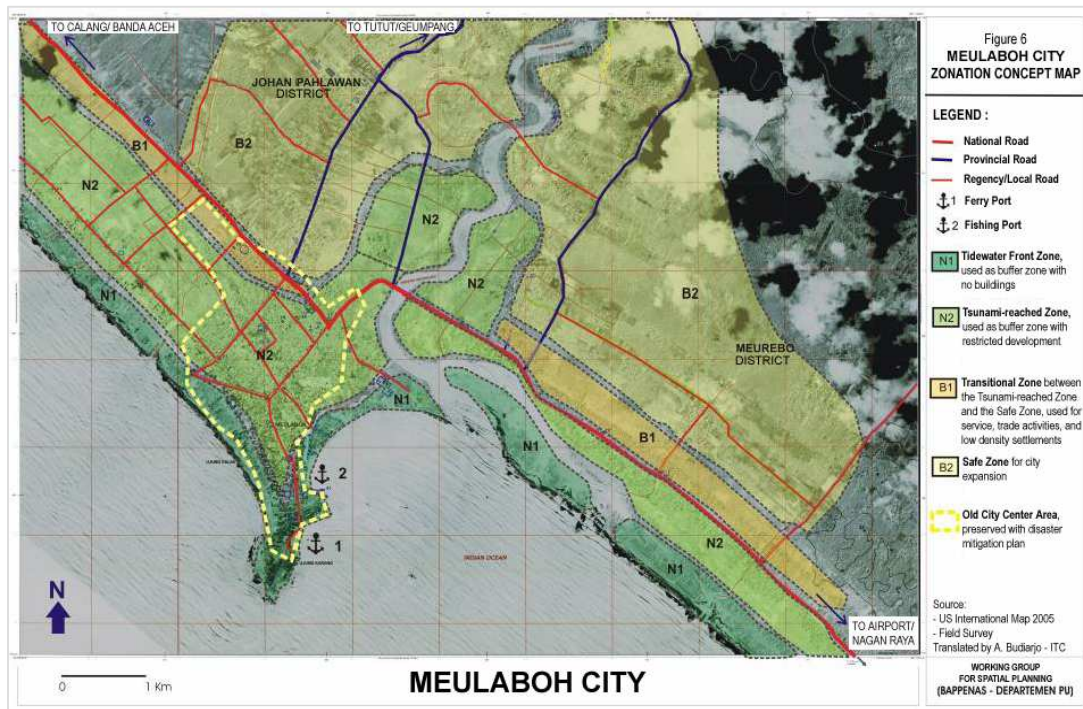 TO CALANG/ BANDA ACEH
TO TUTUT/GEUMPANG
JOHAN PAHLAWAN
DISTRICT
B2
B1
N2
N2
N2
N1
N2
B2
MEUREBO
DISTRICT
N1
B1
N1
2
1
N2
N1
INDIAN OCEAN
N
TO AIRPORT/
NAGAN RAYA
0 1 Km
MEULABOH CITY
Figure 6
MEULABOH CITY
ZONATION CONCEPT MAP
LEGEND :
National Road
Provincial Road
Regency/Local Road
1 Ferry Port
2 Fishing Port
N1 Tidewater Front Zone,
used as buffer zone with
no buildings
N2 Tsunami-reached Zone,
used as buffer zone with
restricted development
B1 Transitional Zone between
the Tsunami-reached Zone
and the Safe Zone, used for
service, trade activities, and
low density settlements
B2 Safe Zone for city
expansion
Old City Center Area,
preserved with disaster
mitigation plan
Source:
- US International Map 2005
- Field Survey
Translated by A. Budiarjo - ITC
WORKING GROUP
FOR SPATIAL PLANNING
(BAPPENAS - DEPARTEMEN PU)